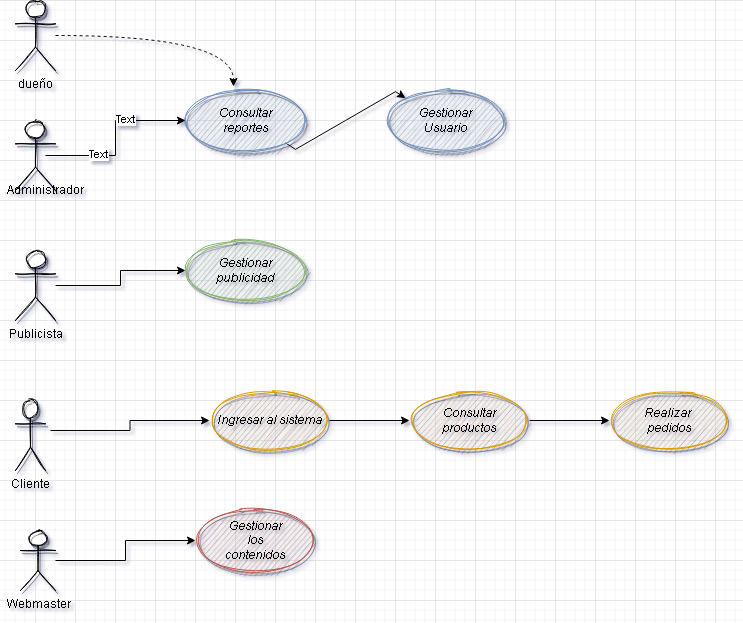 dueño
Consultar
reportes
Gestionar
Usuario
Text
Text
Administrador
Gestionar
publicidad
Publicista
Ingresar al sistema
Consultar
productos
Realizar
pedidos
Cliente
Gestionar
los
contenidos
Webmaster